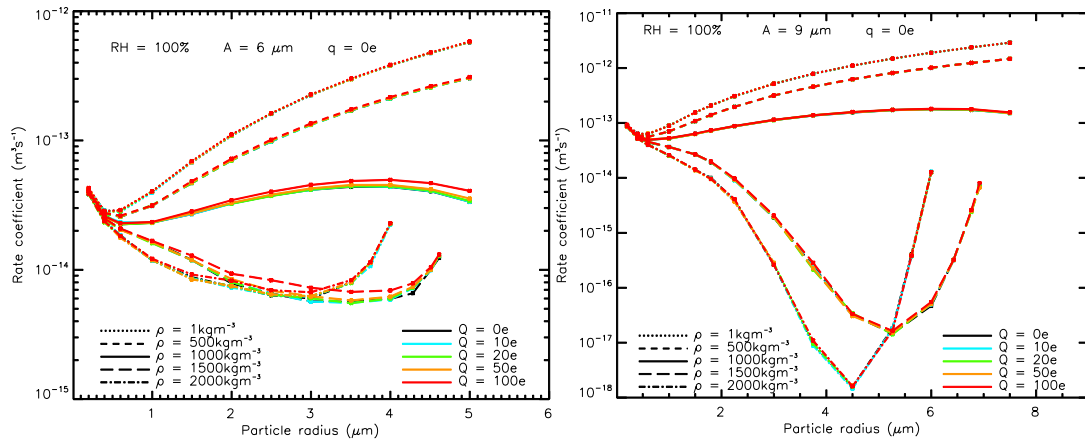 10⁻¹²
RH = 100% A = 6 μm q = 0e
10⁻¹³
10⁻¹⁴
10⁻¹⁵
Rate coefficient (m³s⁻¹)
ρ = 1kgm⁻³
ρ = 500kgm⁻³
ρ = 1000kgm⁻³
ρ = 1500kgm⁻³
ρ = 2000kgm⁻³
Q = 0e
Q = 10e
Q = 20e
Q = 50e
Q = 100e
1 2 3 4 5 6
Particle radius (μm)
10⁻¹¹
RH = 100% A = 9 μm q = 0e
10⁻¹²
10⁻¹³
10⁻¹⁴
10⁻¹⁵
10⁻¹⁶
10⁻¹⁷
10⁻¹⁸
Rate coefficient (m³s⁻¹)
ρ = 1kgm⁻³
ρ = 500kgm⁻³
ρ = 1000kgm⁻³
ρ = 1500kgm⁻³
ρ = 2000kgm⁻³
Q = 0e
Q = 10e
Q = 20e
Q = 50e
Q = 100e
2 4 6 8
Particle radius (μm)